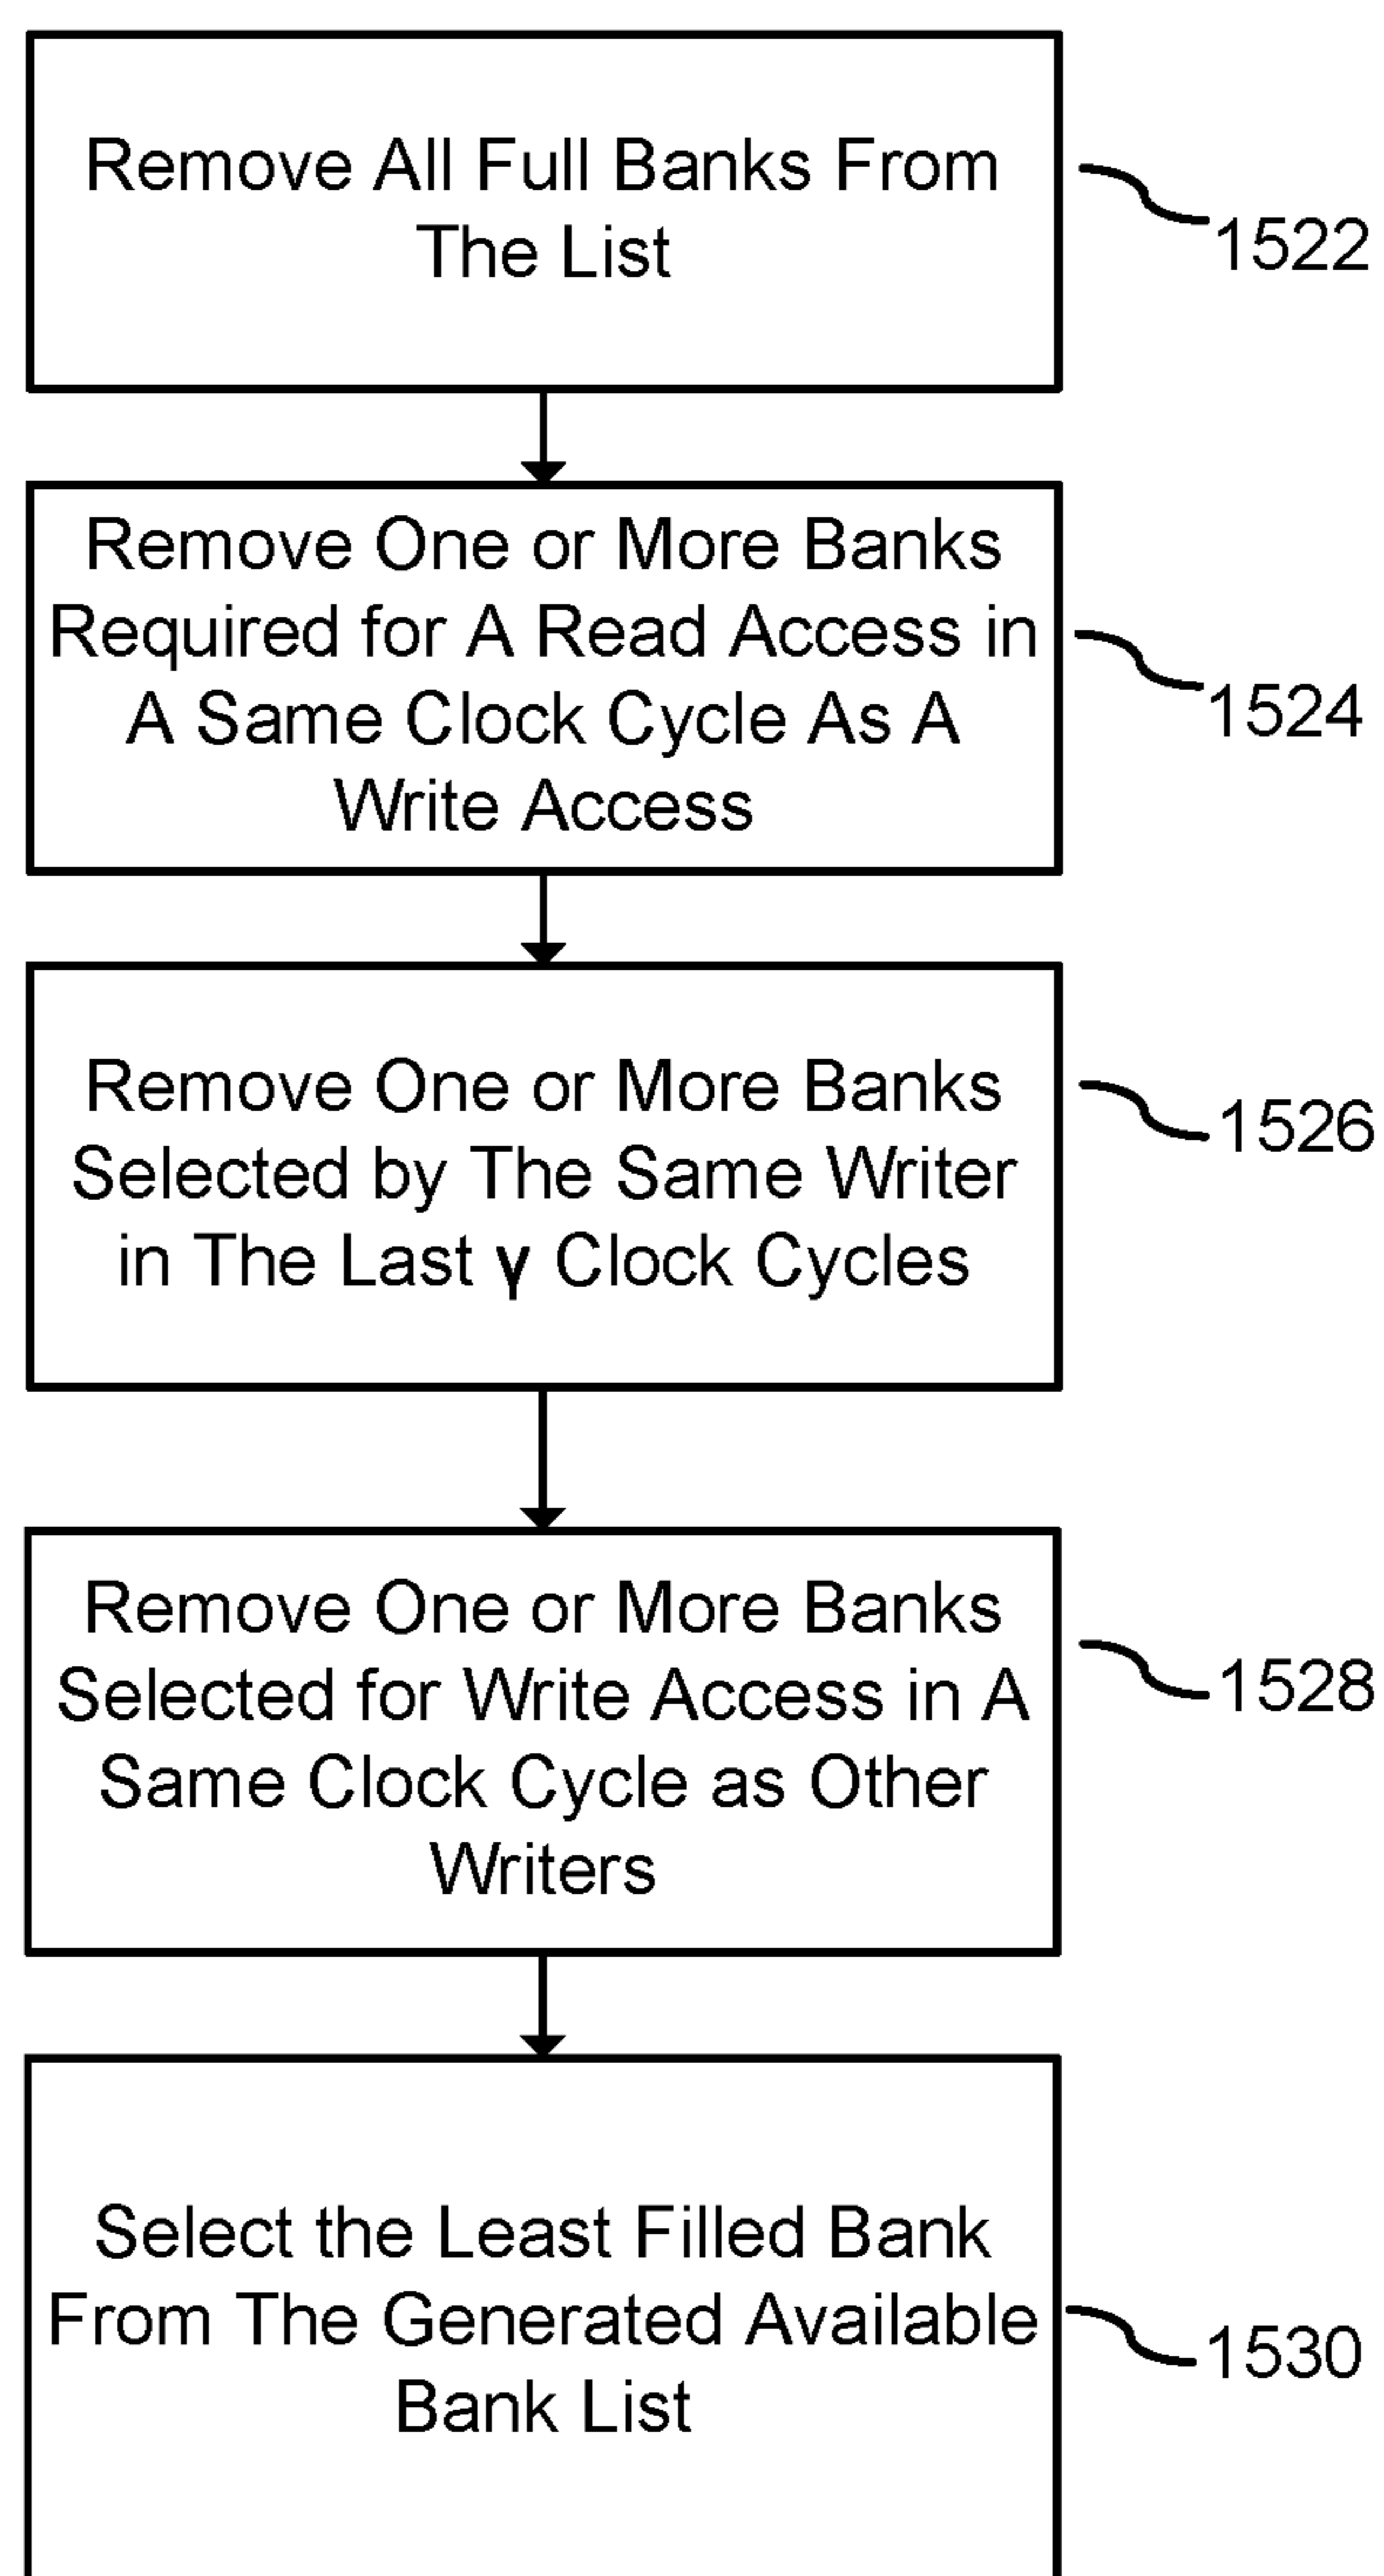 Remove All Full Banks From
The List
1522
Remove One or More Banks
Required for A Read Access in
A Same Clock Cycle As A
Write Access
1524
Remove One or More Banks
Selected by The Same Writer
in The Last γ Clock Cycles
1526
Remove One or More Banks
Selected for Write Access in A
Same Clock Cycle as Other
Writers
1528
Select the Least Filled Bank
From The Generated Available
Bank List
1530